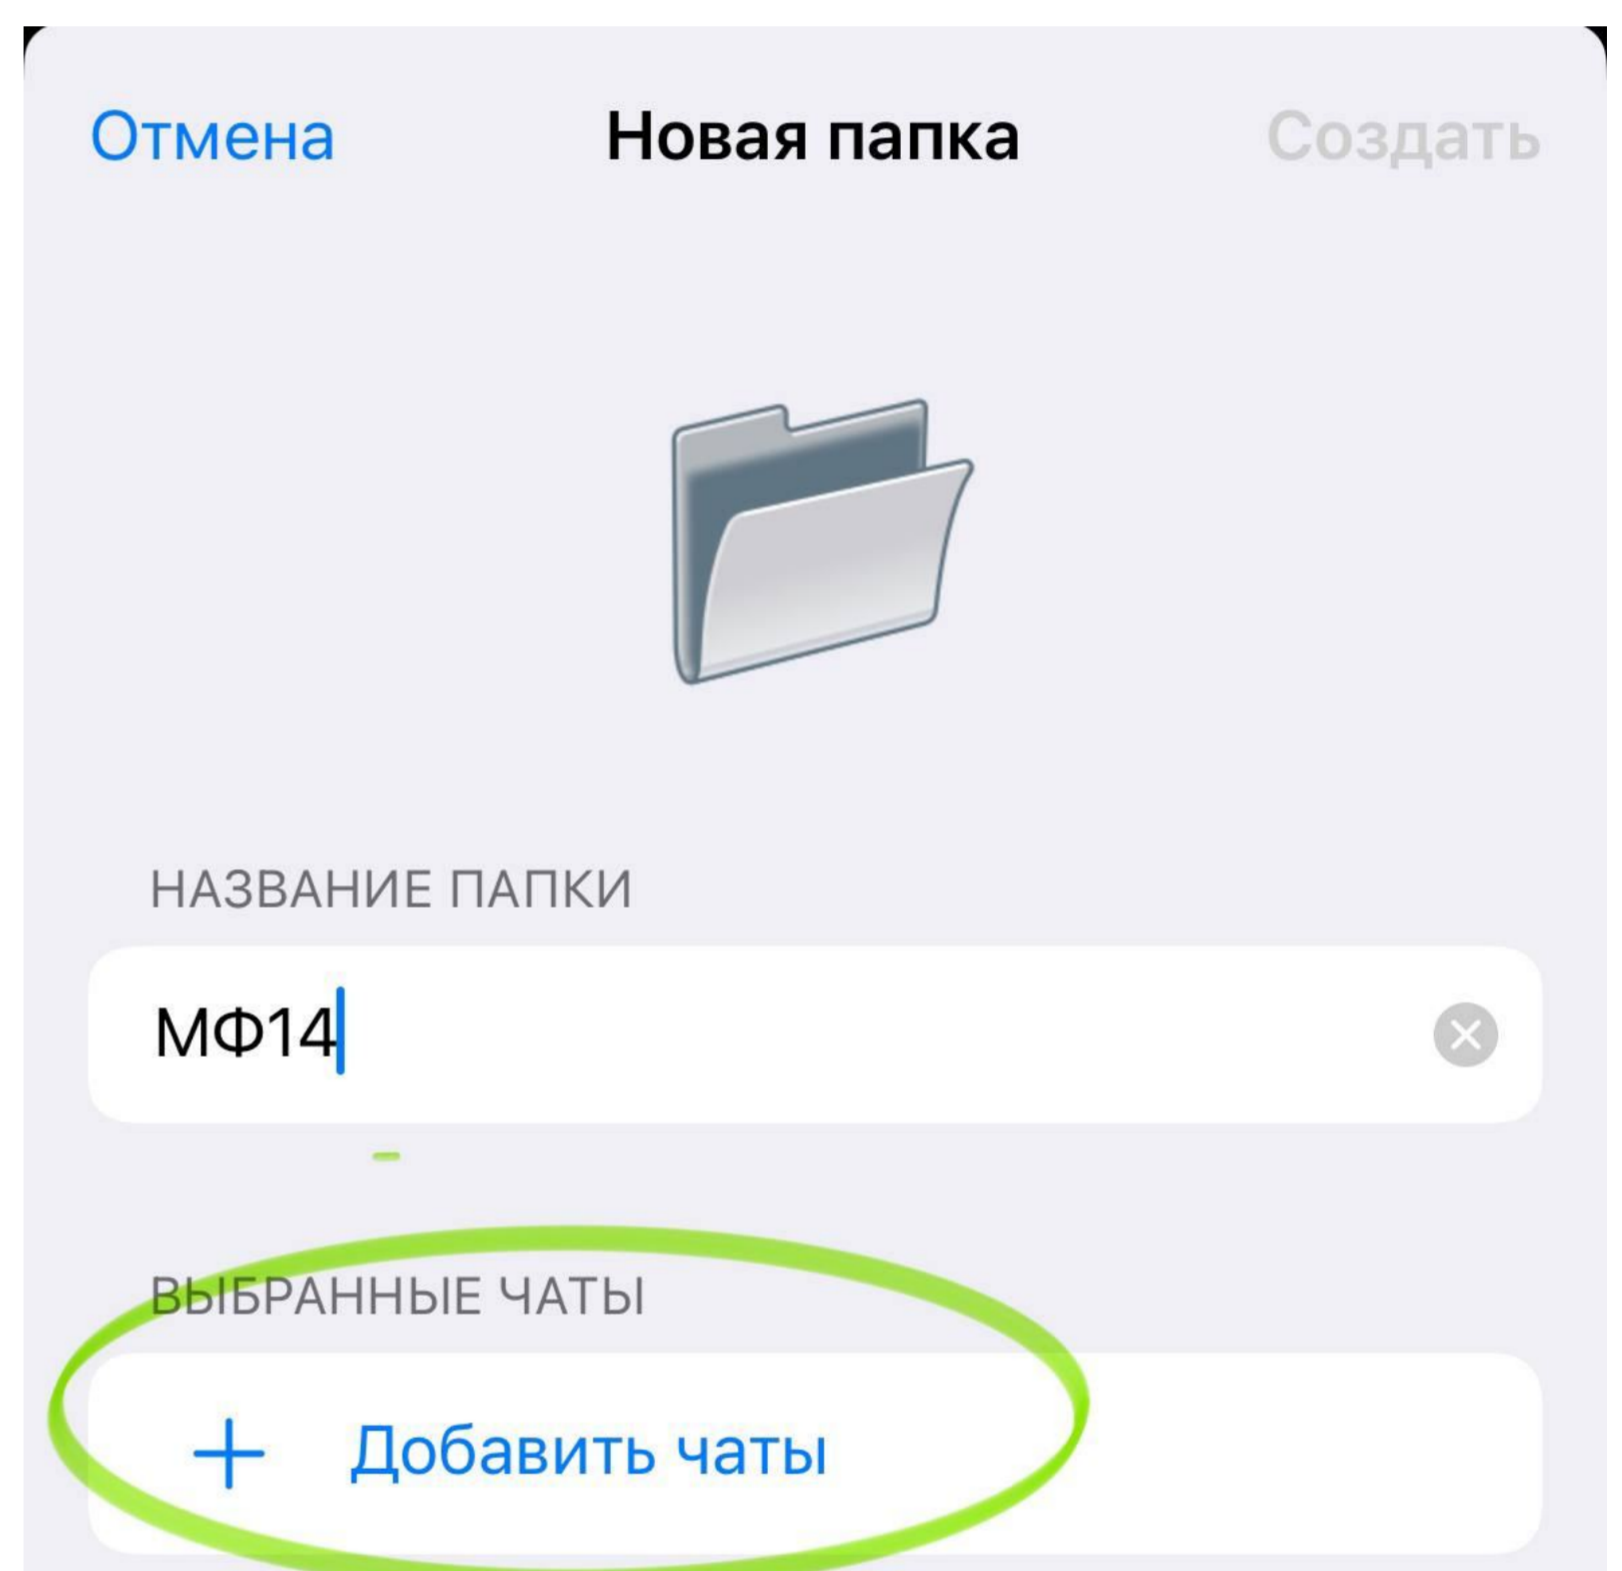 Отмена Новая папка Создать
НАЗВАНИЕ ПАПКИ
МФ14
ВЫБРАННЫЕ ЧАТЫ
+ Добавить чаты